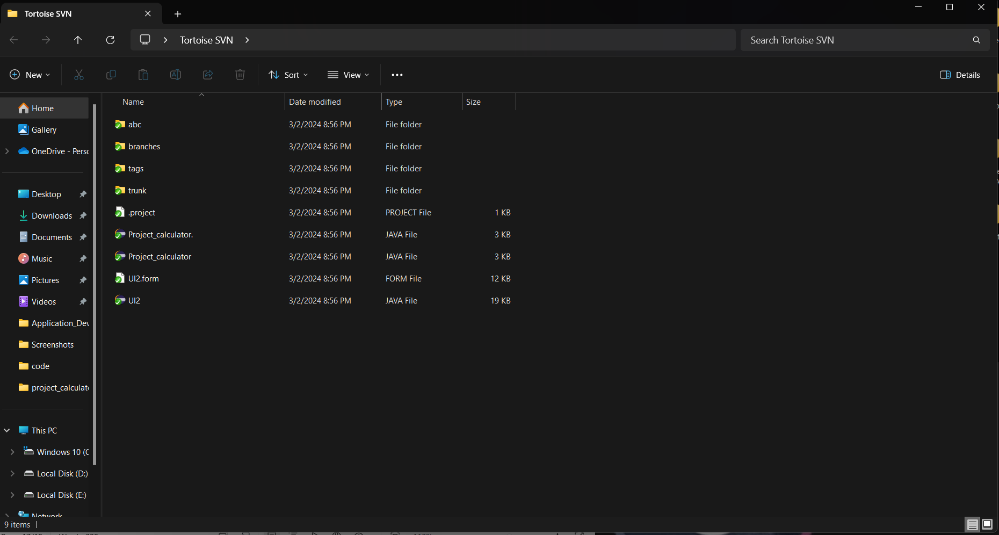 Tortoise SVN
Tortoise SVN
Search Tortoise SVN
New
Sort
View
Details
Name Date modified Type Size
Home
Gallery
OneDrive - Perso
Desktop
Downloads
Documents
Music
Pictures
Videos
Application_Dev
Screenshots
code
project_calculato
This PC
Windows 10 (C
Local Disk (D:)
Local Disk (E:)
Network
abc 3/2/2024 8:56 PM File folder
branches 3/2/2024 8:56 PM File folder
tags 3/2/2024 8:56 PM File folder
trunk 3/2/2024 8:56 PM File folder
.project 3/2/2024 8:56 PM PROJECT File 1 KB
Project_calculator. 3/2/2024 8:56 PM JAVA File 3 KB
Project_calculator 3/2/2024 8:56 PM JAVA File 3 KB
UI2.form 3/2/2024 8:56 PM FORM File 12 KB
UI2 3/2/2024 8:56 PM JAVA File 19 KB
9 items